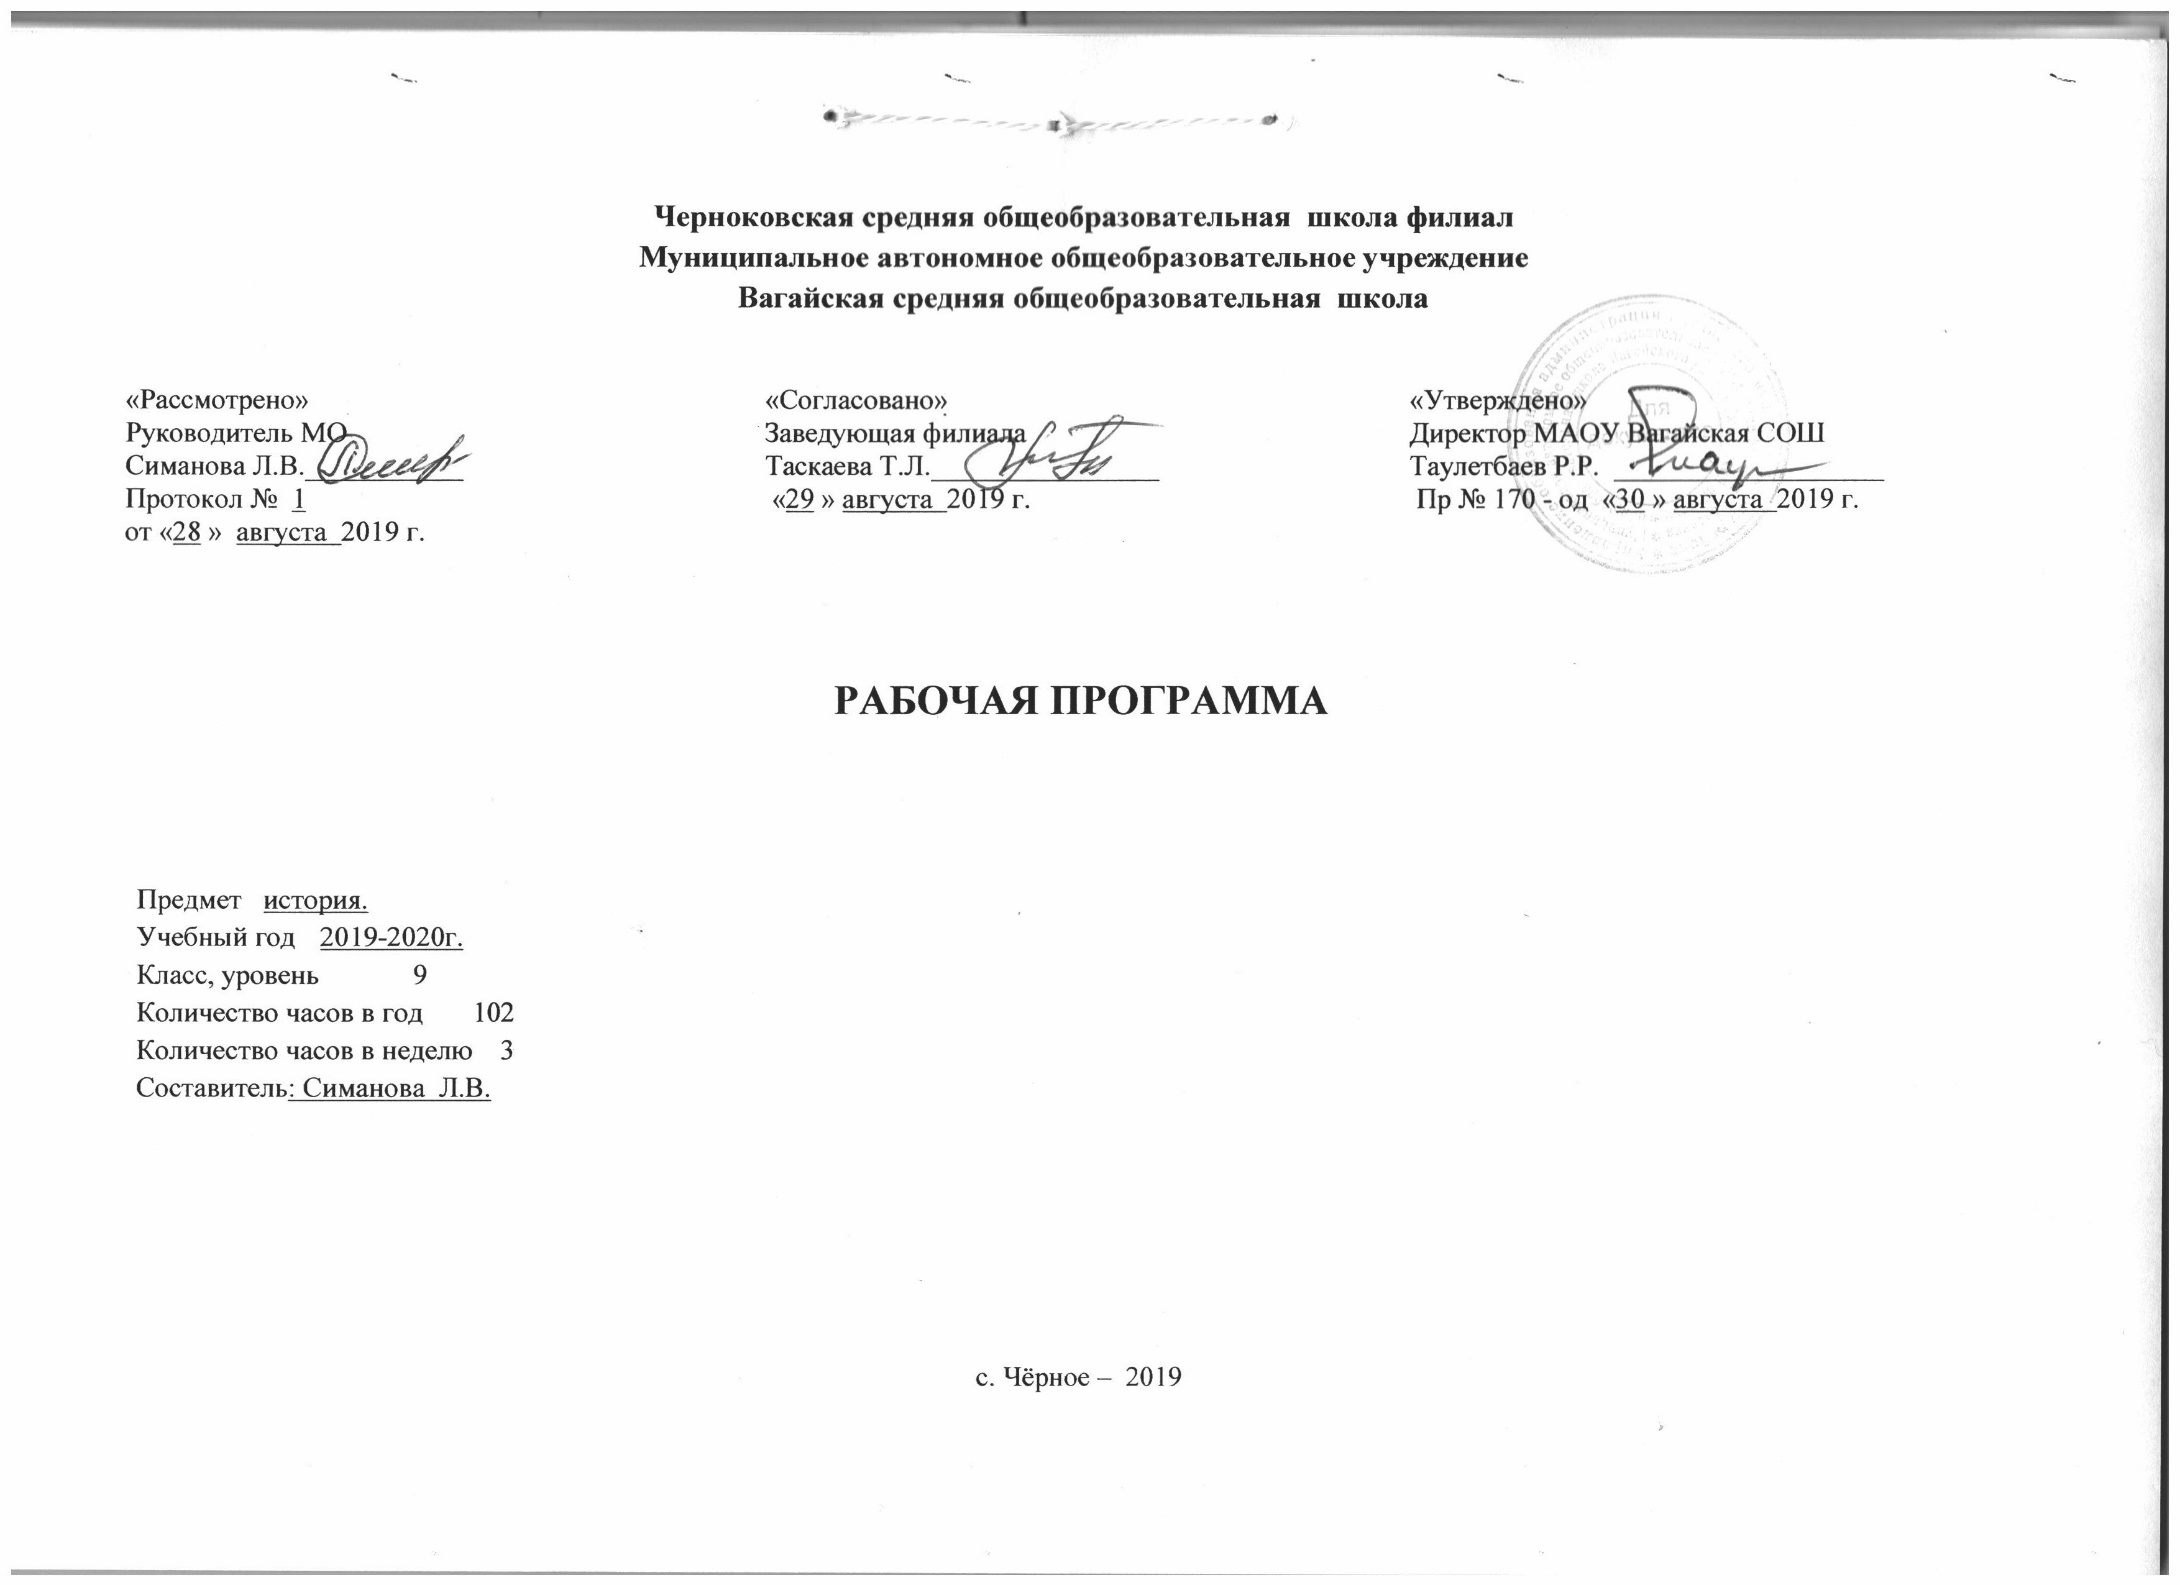 Черноковская средняя общеобразовательная школа филиал
Муниципальное автономное общеобразовательное учреждение
Вагайская средняя общеобразовательная школа
«Рассмотрено»
Руководитель МО
Симанова Л.В.
Протокол № 1
от «28 » августа 2019 г.
«Согласовано»
Заведующая филиала
Таскаева Т.Л.
«29 » августа 2019 г.
«Утверждено»
Директор МАОУ Вагайская СОШ
Таулетбаев Р.Р.
Пр № 170 - од «30 » августа 2019 г.
Для
РАБОЧАЯ ПРОГРАММА
Предмет история.
Учебный год 2019-2020г.
Класс, уровень 9
Количество часов в год 102
Количество часов в неделю 3
Составитель: Симанова Л.В.
с. Чёрное – 2019